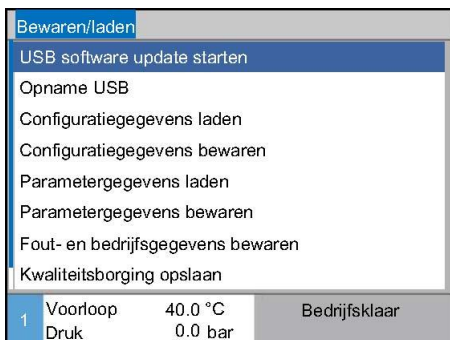 Bewaren/laden
USB software update starten
Opname USB
Configuratiegegevens laden
Configuratiegegevens bewaren
Parametergegevens laden
Parametergegevens bewaren
Fout- en bedrijfsgegevens bewaren
Kwaliteitsborging opslaan
1 Voorloop 40.0 °C Bedrijfsklaar
Druk 0.0 bar